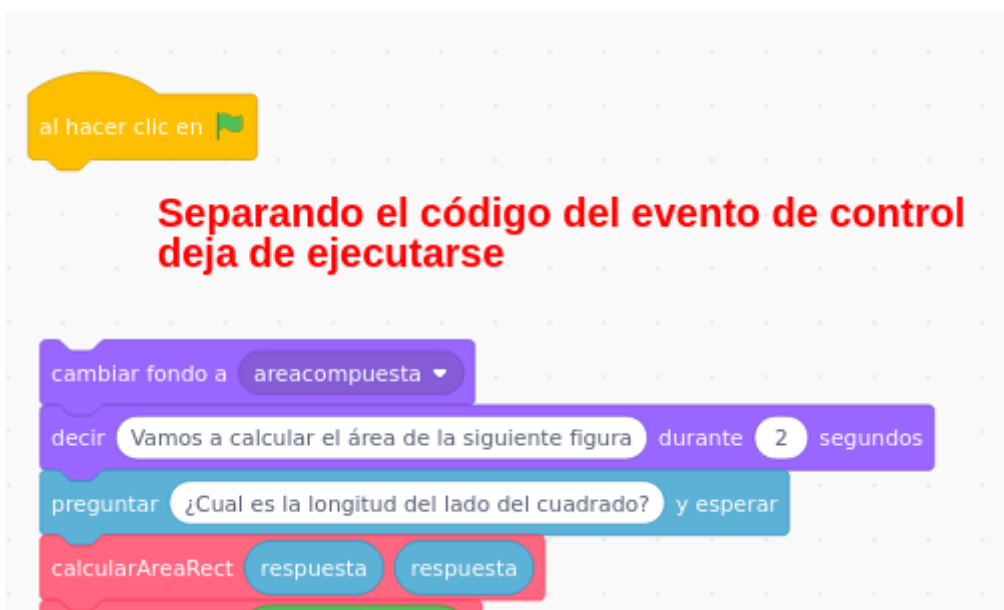 al hacer clic en
Separando el código del evento de control
deja de ejecutarse
cambiar fondo a areacompuesta
decir Vamos a calcular el área de la siguiente figura durante 2 segundos
preguntar ¿Cual es la longitud del lado del cuadrado? y esperar
calcularAreaRect respuesta respuesta